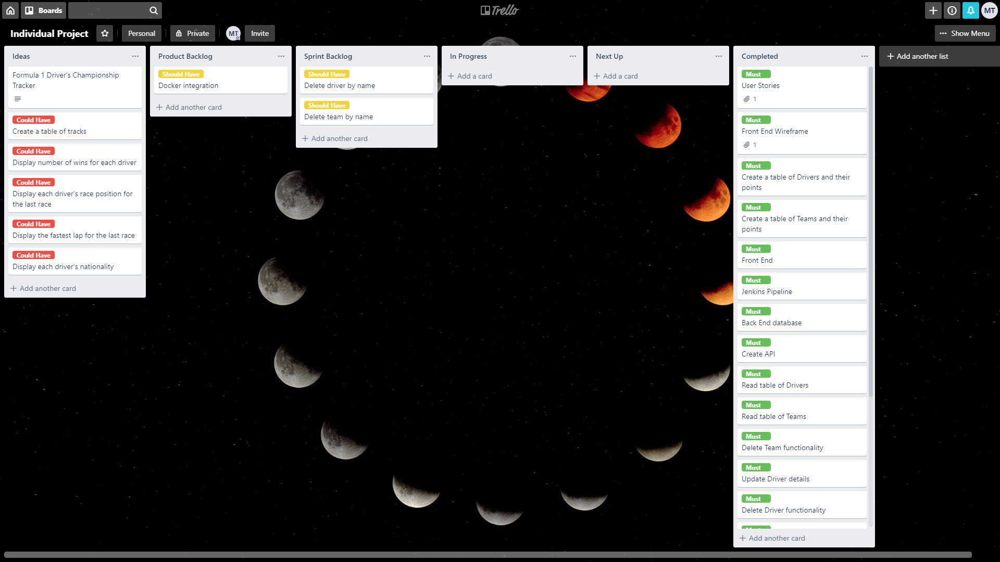 Boards
Trello
MT
Individual Project
Personal
Private
MT
Invite
Show Menu
Ideas
Formula 1 Driver's Championship
Tracker
Could Have
Create a table of tracks
Could Have
Display number of wins for each driver
Could Have
Display each driver's race position for
the last race
Could Have
Display the fastest lap for the last race
Could Have
Display each driver's nationality
Add another card
Product Backlog
Should Have
Docker integration
Add another card
Sprint Backlog
Should Have
Delete driver by name
Should Have
Delete team by name
Add another card
In Progress
Add a card
Next Up
Add a card
Completed
Must
User Stories
1
Must
Front End Wireframe
1
Must
Create a table of Drivers and their
points
Must
Create a table of Teams and their
points
Must
Front End
Must
Jenkins Pipeline
Must
Back End database
Must
Create API
Must
Read table of Drivers
Must
Read table of Teams
Must
Delete Team functionality
Must
Update Driver details
Must
Delete Driver functionality
Add another card
Add another list